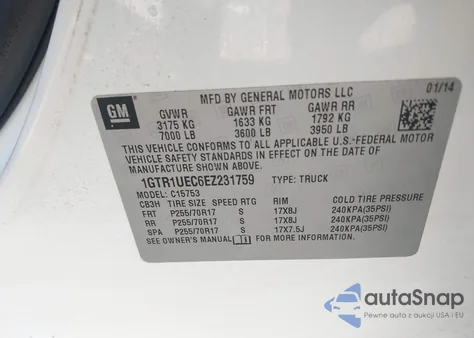 GM
MFD BY GENERAL MOTORS LLC
01/14
GVWR GAWR FRT GAWR RR
3175 KG 1633 KG 1792 KG
7000 LB 3600 LB 3950 LB
THIS VEHICLE CONFORMS TO ALL APPLICABLE U.S. FEDERAL MOTOR
VEHICLE SAFETY STANDARDS IN EFFECT ON THE DATE OF
MANUFACTURE SHOWN ABOVE.
1GTR1UEC6EZ231759 TYPE: TRUCK
MODEL: C15753
CB3H TIRE SIZE SPEED RTG RIM COLD TIRE PRESSURE
FRT P255/70R17 S 17X8J 240KPA(35PSI)
RR P255/70R17 S 17X8J 240KPA(35PSI)
SPA P255/70R17 S 17X7.5J 240KPA(35PSI)
SEE OWNER'S MANUAL FOR ADDITIONAL INFORMATION.
autoSnap
Pewne auta z aukcji USA i EU